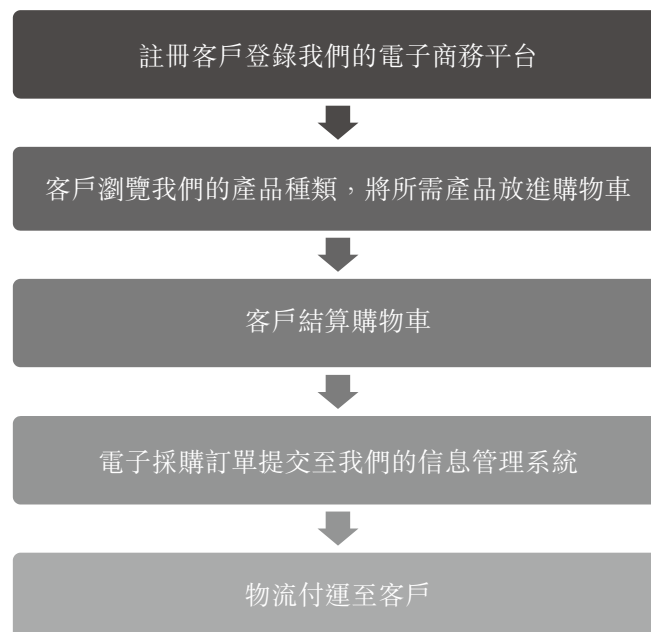 註冊客戶登錄我們的電子商務平台
客戶瀏覽我們的產品種類，將所需產品放進購物車
客戶結算購物車
電子採購訂單提交至我們的信息管理系統
物流付運至客戶